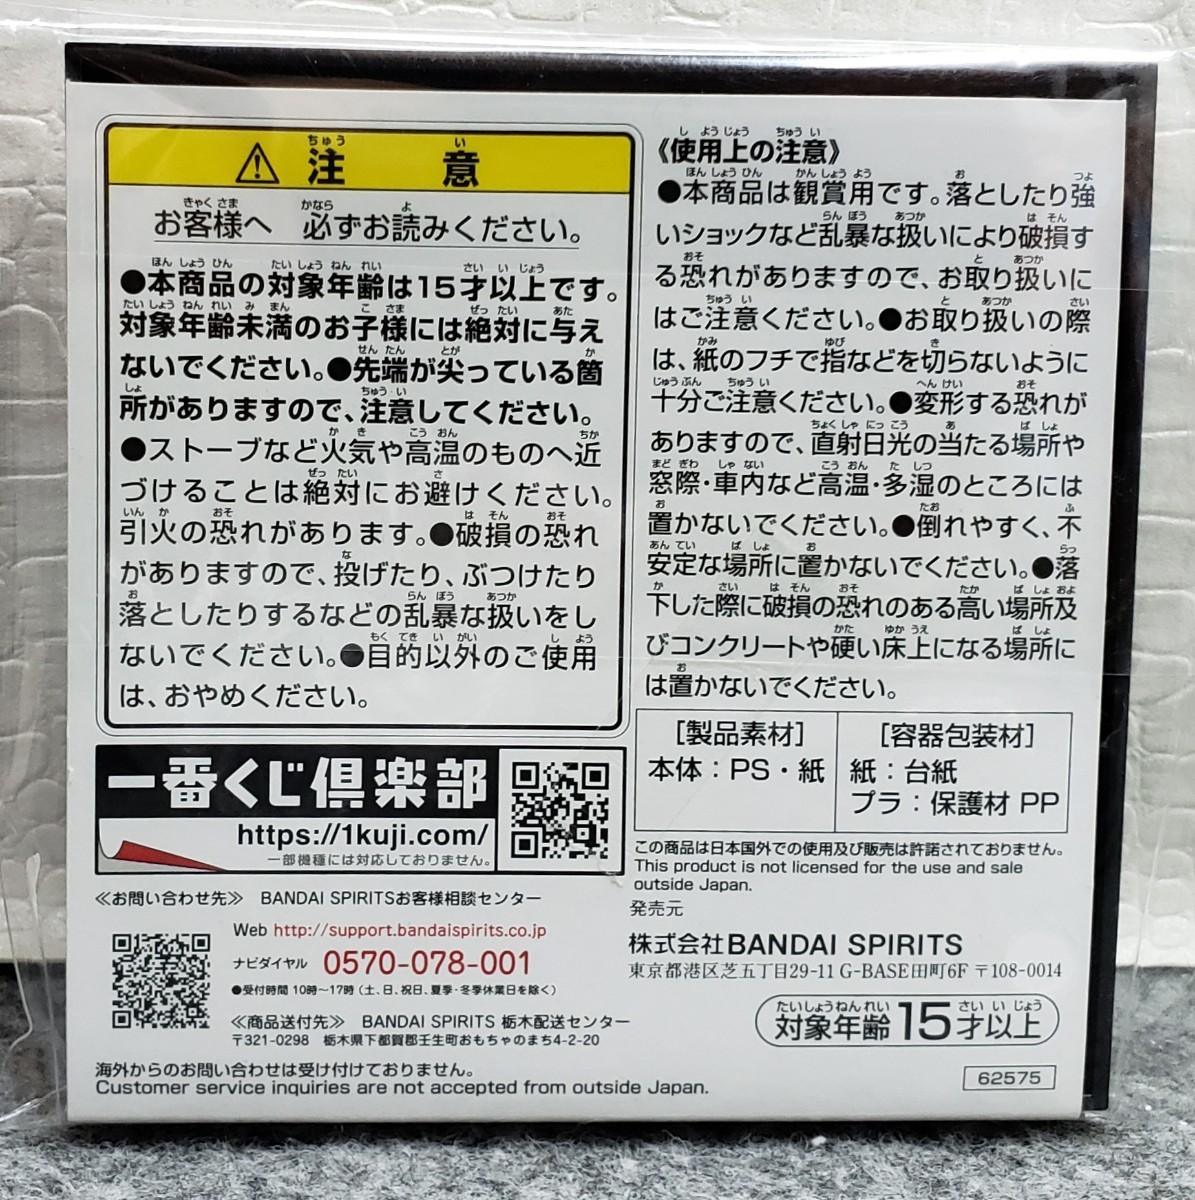 注意
お客様へ 必ずお読みください。
●本商品の対象年齢は15才以上です。
対象年齢未満のお子様には絶対に与え
ないでください。●先端が尖っている箇
所がありますので、注意してください。
●ストーブなど火気や高温のものへ近
づけることは絶対にお避けください。
引火の恐れがあります。●破損の恐れ
がありますので、投げたり、ぶつけたり
落としたりするなどの乱暴な扱いをし
ないでください。●目的以外のご使用
は、おやめください。
一番くじ倶楽部
https://1kuji.com/
一部機種には対応しておりません。
≪お問い合わせ先≫ BANDAI SPIRITSお客様相談センター
Web http://support.bandaispirits.co.jp
ナビダイヤル 0570-078-001
●受付時間 10時〜17時(土、日、祝日、夏季・冬季休業日を除く)
≪商品送付先≫ BANDAI SPIRITS 栃木配送センター
〒321-0298 栃木県下都賀郡壬生町おもちゃのまち4-2-20
海外からのお問い合わせは受け付けておりません。
Customer service inquiries are not accepted from outside Japan.
《使用上の注意》
●本商品は観賞用です。落としたり強
いショックなど乱暴な扱いにより破損す
る恐れがありますので、お取り扱いに
はご注意ください。●お取り扱いの際
は、紙のフチで指などを切らないように
十分ご注意ください。●変形する恐れが
ありますので、直射日光の当たる場所や
窓際・車内など高温・多湿のところには
置かないでください。●倒れやすく、不
安定な場所に置かないでください。●落
下した際に破損の恐れのある高い場所及
びコンクリートや硬い床上になる場所に
は置かないでください。
[製品素材]
本体:PS・紙
[容器包装材]
紙:台紙
プラ:保護材 PP
この商品は日本国外での使用及び販売は許諾されておりません。
This product is not licensed for the use and sale
outside Japan.
発売元
株式会社BANDAI SPIRITS
東京都港区芝五丁目29-11 G-BASE田町6F 〒108-0014
対象年齢15才以上
62575